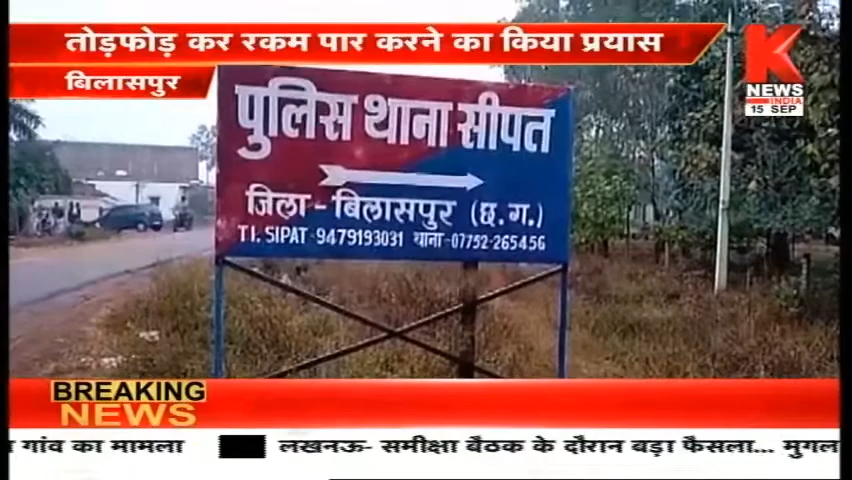 तोड़फोड़ कर रकम पार करने का किया प्रयास
बिलासपुर
K
NEWS
INDIA
15 SEP
पुलिस थाना सीपत
जिला - बिलासपुर (छ.ग.)
T I. SIPAT -9479193031 थाना-07752-265456
BREAKING
NEWS
गांव का मामला लखनऊ- समीक्षा बैठक के दौरान बड़ा फैसला... मुगल